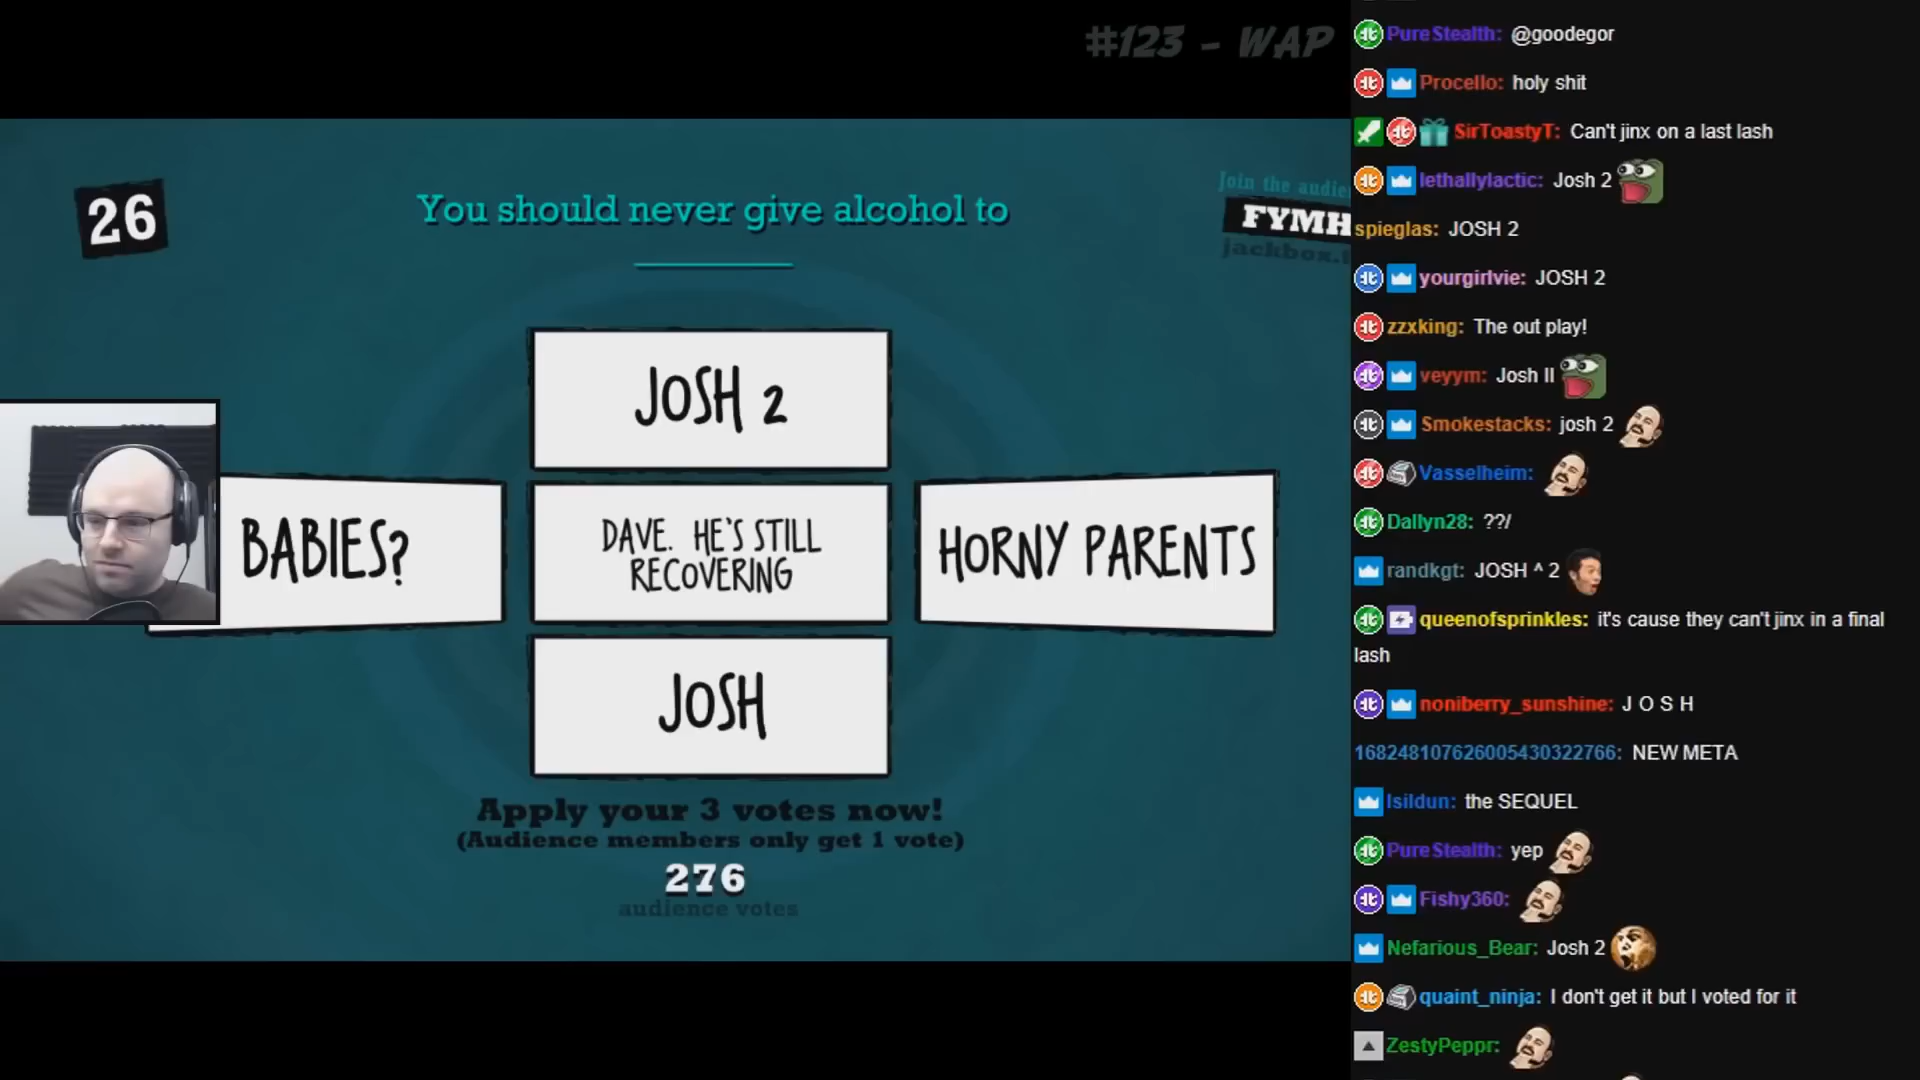 #123 - WAP
26
You should never give alcohol to
Join the audie
FYMH
jackbox.
JOSH 2
BABIES?
DAVE. HE'S STILL
RECOVERING
HORNY PARENTS
JOSH
Apply your 3 votes now!
(Audience members only get 1 vote)
276
audience votes
PureStealth: @goodegor
Procello: holy shit
SirToastyT: Can't jinx on a last lash
lethallylactic: Josh 2
spieglas: JOSH 2
yourgirlvie: JOSH 2
zzxking: The out play!
veyym: Josh II
Smokestacks: josh 2
Vasselheim:
Dallyn28: ??/
randkgt: JOSH ^ 2
queenofsprinkles: it's cause they can't jinx in a final
lash
noniberry_sunshine: J O S H
168248107626005430322766: NEW META
Isildun: the SEQUEL
PureStealth: yep
Fishy360:
Nefarious_Bear: Josh 2
quaint_ninja: I don't get it but I voted for it
ZestyPeppr: